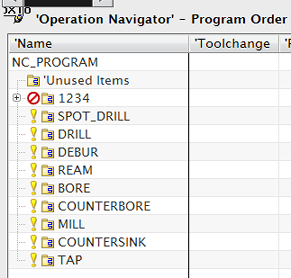 'Operation Navigator' - Program Order
'Name 'Toolchange
NC_PROGRAM
'Unused Items
1234
SPOT_DRILL
DRILL
DEBUR
REAM
BORE
COUNTERBORE
MILL
COUNTERSINK
TAP